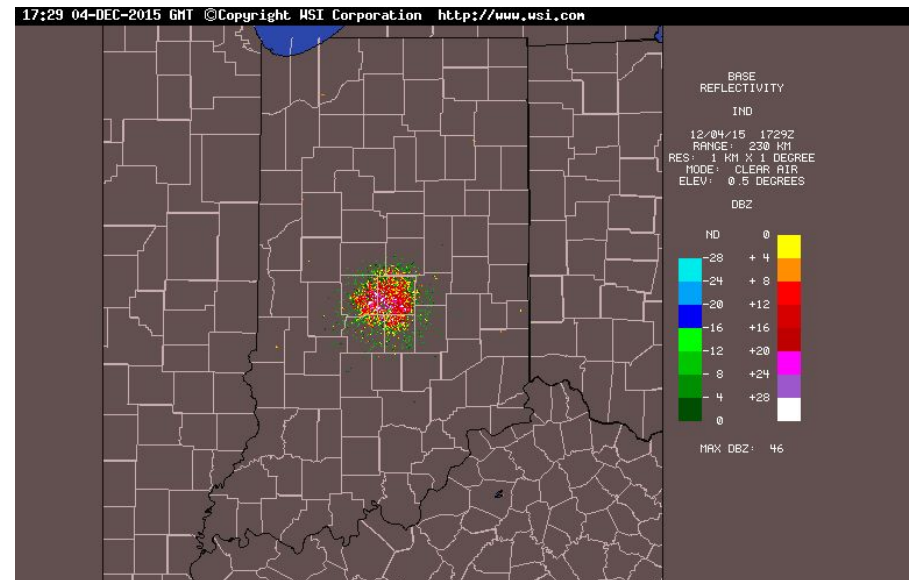 17:29 04-DEC-2015 GMT ©Copyright WSI Corporation http://www.wsi.com
BASE
REFLECTIVITY
IND
12/04/15 1729Z
RANGE: 230 KM
RES: 1 KM X 1 DEGREE
MODE: CLEAR AIR
ELEV: 0.5 DEGREES
DBZ
ND 0
-28 + 4
-24 + 8
-20 +12
-16 +16
-12 +20
- 8 +24
- 4 +28
0
MAX DBZ: 46